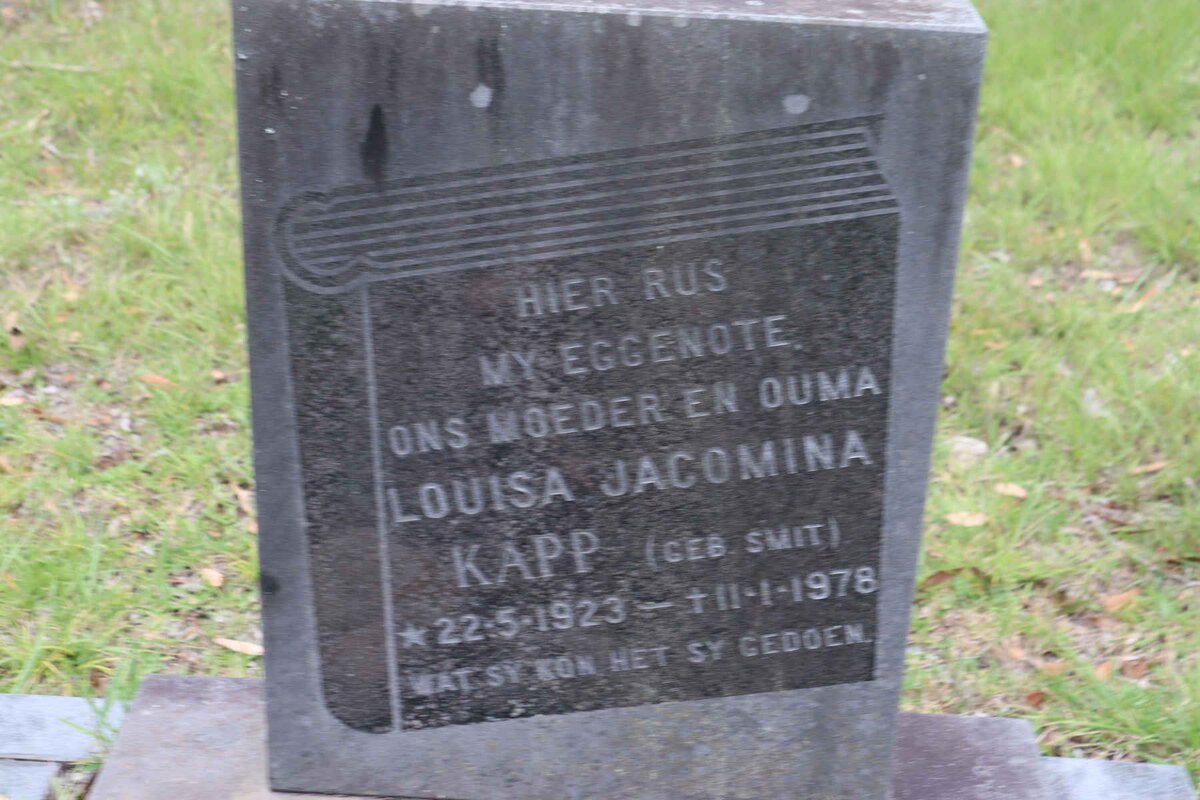 HIER RUS
MY EGGENOTE,
ONS MOEDER EN OUMA
LOUISA JACOMINA
KAPP (GEB SMIT)
★ 22·5·1923 — ✝ 11·1·1978
WAT SY KON HET SY GEDOEN.